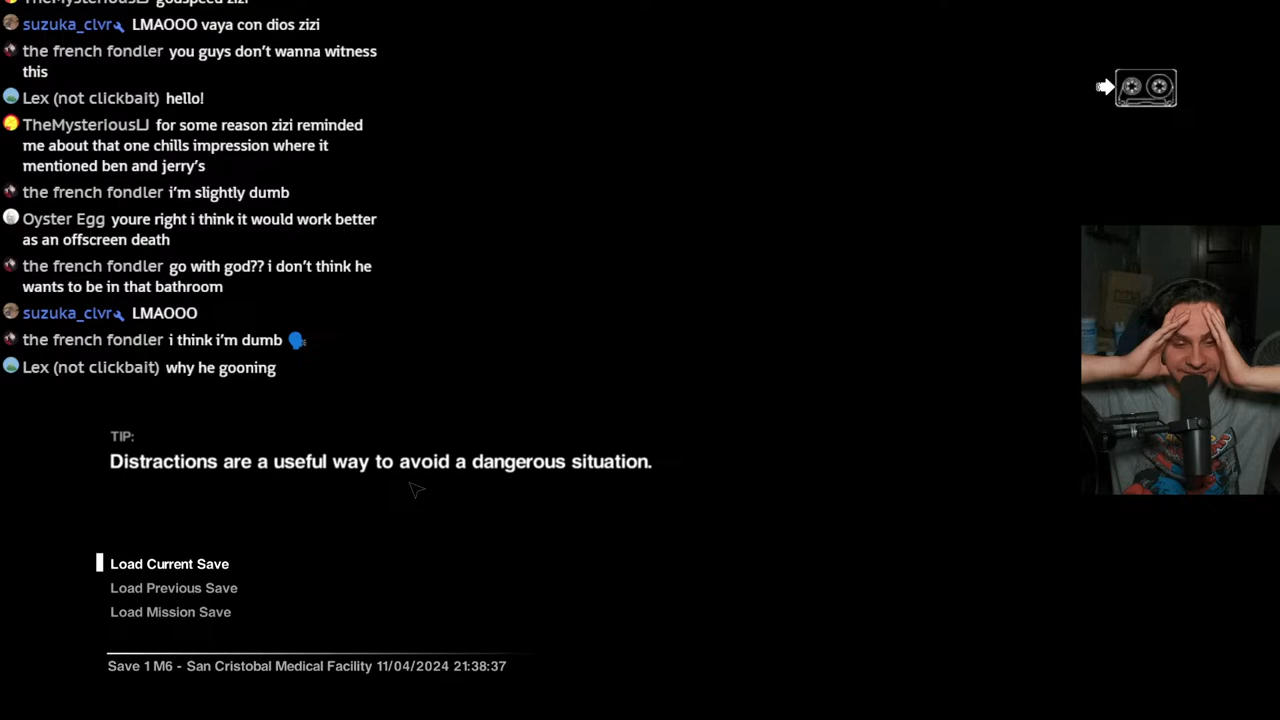 TheMysteriousLJ godspeed zizi
suzuka_clvr LMAOOO vaya con dios zizi
the french fondler you guys don’t wanna witness
this
Lex (not clickbait) hello!
TheMysteriousLJ for some reason zizi reminded
me about that one chills impression where it
mentioned ben and jerry’s
the french fondler i’m slightly dumb
Oyster Egg youre right i think it would work better
as an offscreen death
the french fondler go with god?? i don’t think he
wants to be in that bathroom
suzuka_clvr LMAOOO
the french fondler i think i’m dumb 🗣️
Lex (not clickbait) why he gooning
TIP:
Distractions are a useful way to avoid a dangerous situation.
Load Current Save
Load Previous Save
Load Mission Save
Save 1 M6 - San Cristobal Medical Facility 11/04/2024 21:38:37